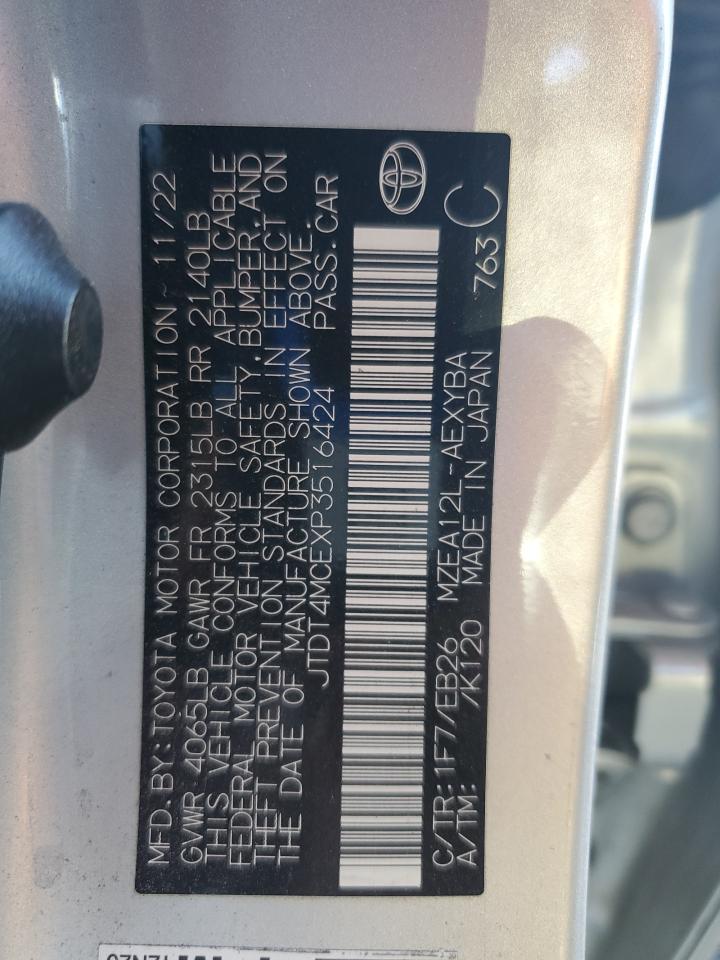 MFD. BY: TOYOTA MOTOR CORPORATION 11/22
GVWR 4065LB GAWR FR 2315LB RR 2140LB
THIS VEHICLE CONFORMS TO ALL APPLICABLE
FEDERAL MOTOR VEHICLE SAFETY, BUMPER, AND
THEFT PREVENTION STANDARDS IN EFFECT ON
THE DATE OF MANUFACTURE SHOWN ABOVE.
JTDT4MCEXP3516424 PASS. CAR
C/TR: 1F7/EB26 MZEA12L-AEXYBA 763 C
A/TM: /K120 MADE IN JAPAN